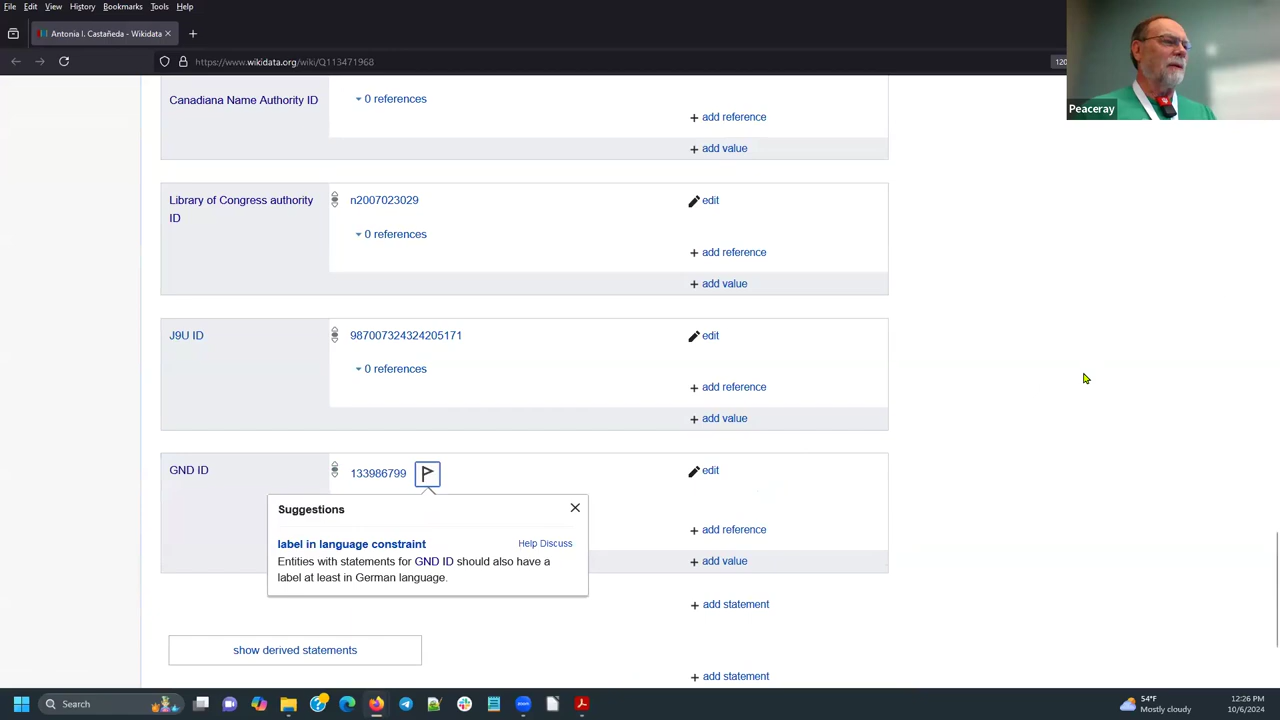 File Edit View History Bookmarks Tools Help
Antonia I. Castañeda - Wikidata
https://www.wikidata.org/wiki/Q113471968
120
Peaceray
Canadiana Name Authority ID
0 references
add reference
add value
Library of Congress authority
ID
n2007023029
edit
0 references
add reference
add value
J9U ID
987007324324205171
edit
0 references
add reference
add value
GND ID
133986799
edit
Suggestions
label in language constraint
Help Discuss
Entities with statements for GND ID should also have a
label at least in German language.
add reference
add value
add statement
show derived statements
add statement
Search
54°F
Mostly cloudy
12:26 PM
10/6/2024